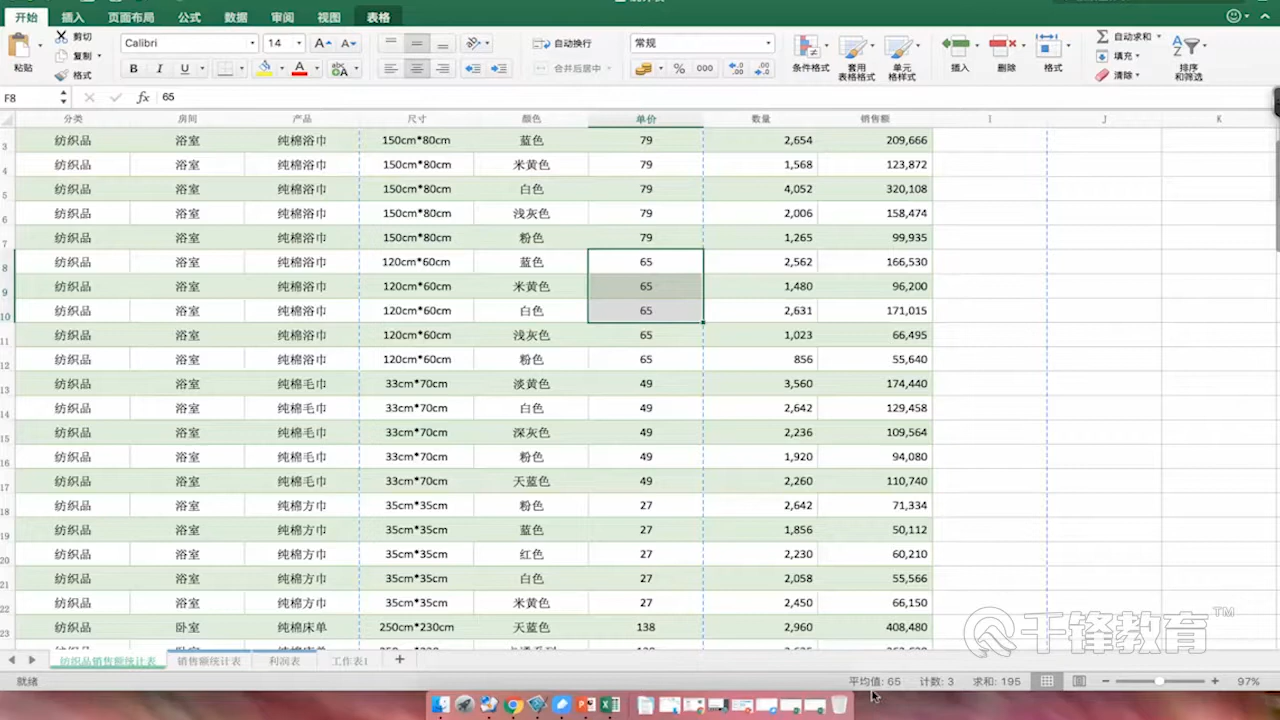 开始 插入 页面布局 公式 数据 审阅 视图 表格
粘贴 剪切 复制 格式 Calibri 14 自动换行 合并后居中 常规 条件格式 套用表格格式 单元格样式 插入 删除 格式 自动求和 填充 清除 排序和筛选
B I U
% 000
F8 fx 65
分类 房间 产品 尺寸 颜色 单价 数量 销售额 I J K
3 纺织品 浴室 纯棉浴巾 150cm*80cm 蓝色 79 2,654 209,666
4 纺织品 浴室 纯棉浴巾 150cm*80cm 米黄色 79 1,568 123,872
5 纺织品 浴室 纯棉浴巾 150cm*80cm 白色 79 4,052 320,108
6 纺织品 浴室 纯棉浴巾 150cm*80cm 浅灰色 79 2,006 158,474
7 纺织品 浴室 纯棉浴巾 150cm*80cm 粉色 79 1,265 99,935
8 纺织品 浴室 纯棉浴巾 120cm*60cm 蓝色 65 2,562 166,530
9 纺织品 浴室 纯棉浴巾 120cm*60cm 米黄色 65 1,480 96,200
10 纺织品 浴室 纯棉浴巾 120cm*60cm 白色 65 2,631 171,015
11 纺织品 浴室 纯棉浴巾 120cm*60cm 浅灰色 65 1,023 66,495
12 纺织品 浴室 纯棉浴巾 120cm*60cm 粉色 65 856 55,640
13 纺织品 浴室 纯棉毛巾 33cm*70cm 淡黄色 49 3,560 174,440
14 纺织品 浴室 纯棉毛巾 33cm*70cm 白色 49 2,642 129,458
15 纺织品 浴室 纯棉毛巾 33cm*70cm 深灰色 49 2,236 109,564
16 纺织品 浴室 纯棉毛巾 33cm*70cm 粉色 49 1,920 94,080
17 纺织品 浴室 纯棉毛巾 33cm*70cm 天蓝色 49 2,260 110,740
18 纺织品 浴室 纯棉方巾 35cm*35cm 粉色 27 2,642 71,334
19 纺织品 浴室 纯棉方巾 35cm*35cm 蓝色 27 1,856 50,112
20 纺织品 浴室 纯棉方巾 35cm*35cm 红色 27 2,230 60,210
21 纺织品 浴室 纯棉方巾 35cm*35cm 白色 27 2,058 55,566
22 纺织品 浴室 纯棉方巾 35cm*35cm 米黄色 27 2,450 66,150
23 纺织品 卧室 纯棉床单 250cm*230cm 天蓝色 138 2,960 408,480
千锋教育™
纺织品销售额统计表 销售额统计表 利润表 工作表1 +
就绪 平均值: 65 计数: 3 求和: 195 97%